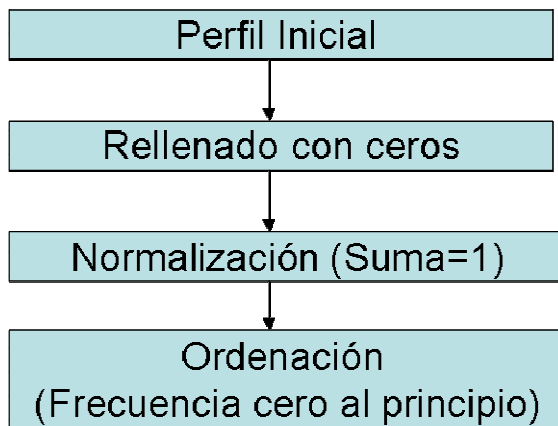 Perfil Inicial
Rellenado con ceros
Normalización (Suma=1)
Ordenación
(Frecuencia cero al principio)